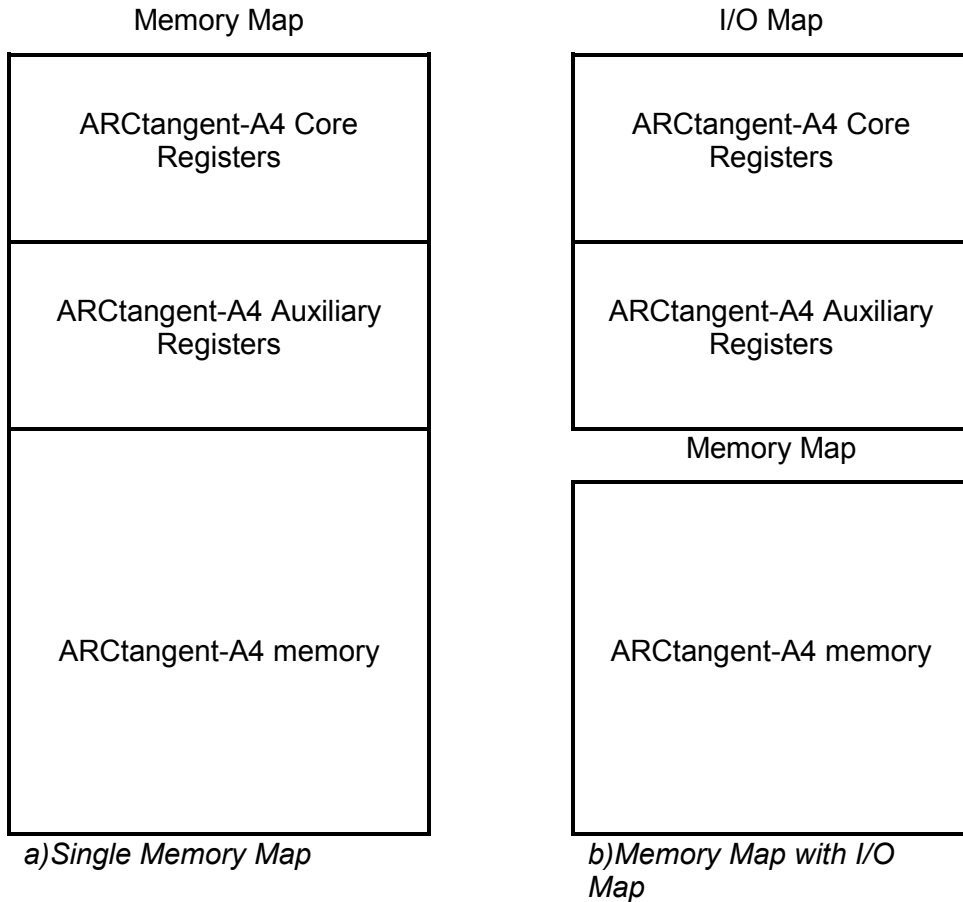 Memory Map
ARCtangent-A4 Core
Registers
ARCtangent-A4 Auxiliary
Registers
ARCtangent-A4 memory
a)Single Memory Map
I/O Map
ARCtangent-A4 Core
Registers
ARCtangent-A4 Auxiliary
Registers
Memory Map
ARCtangent-A4 memory
b)Memory Map with I/O
Map